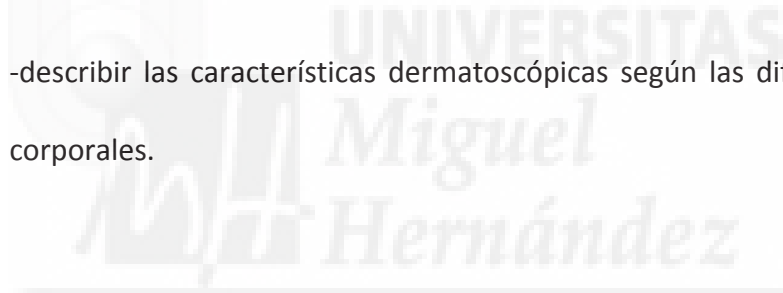 UNIVERSITAS
-describir las características dermatoscópicas según las
Miguel
corporales.
Hernández